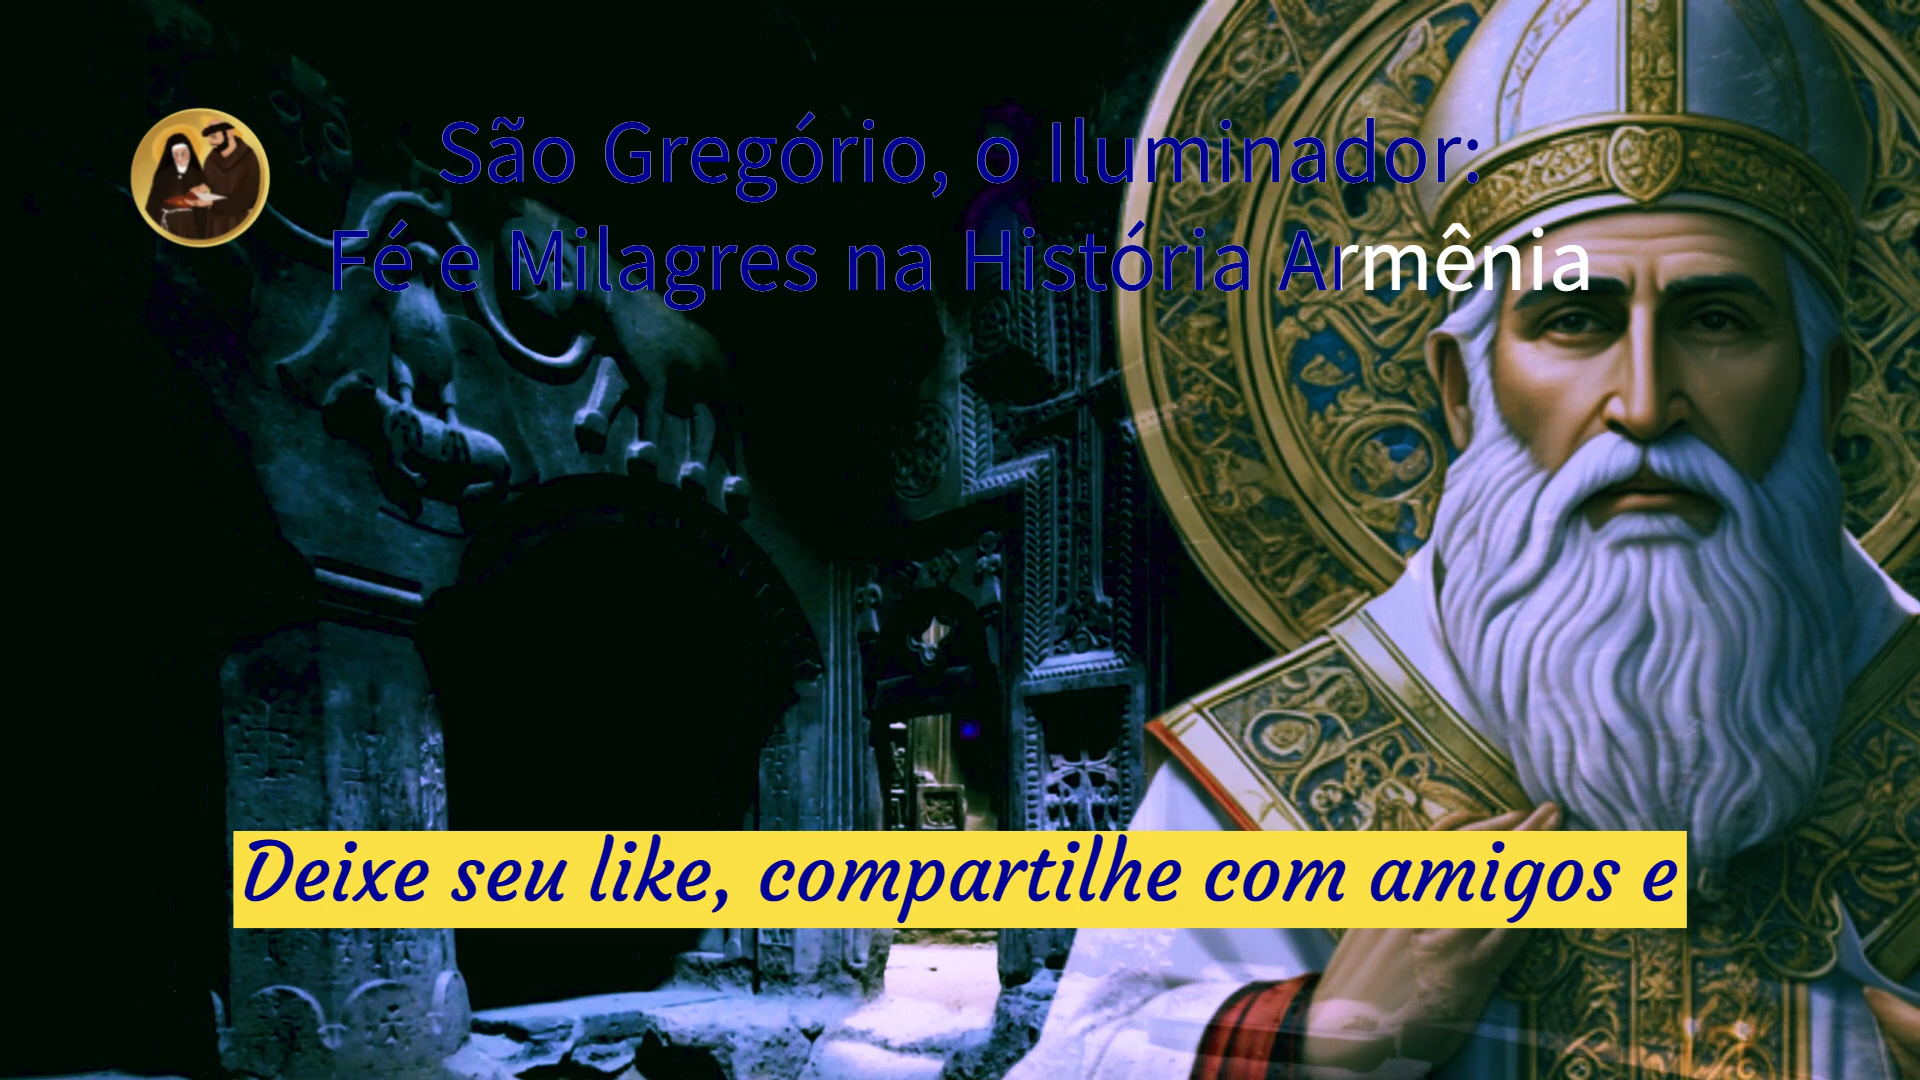 São Gregório, o Iluminador:
Fé e Milagres na História Armênia
Deixe seu like, compartilhe com amigos e